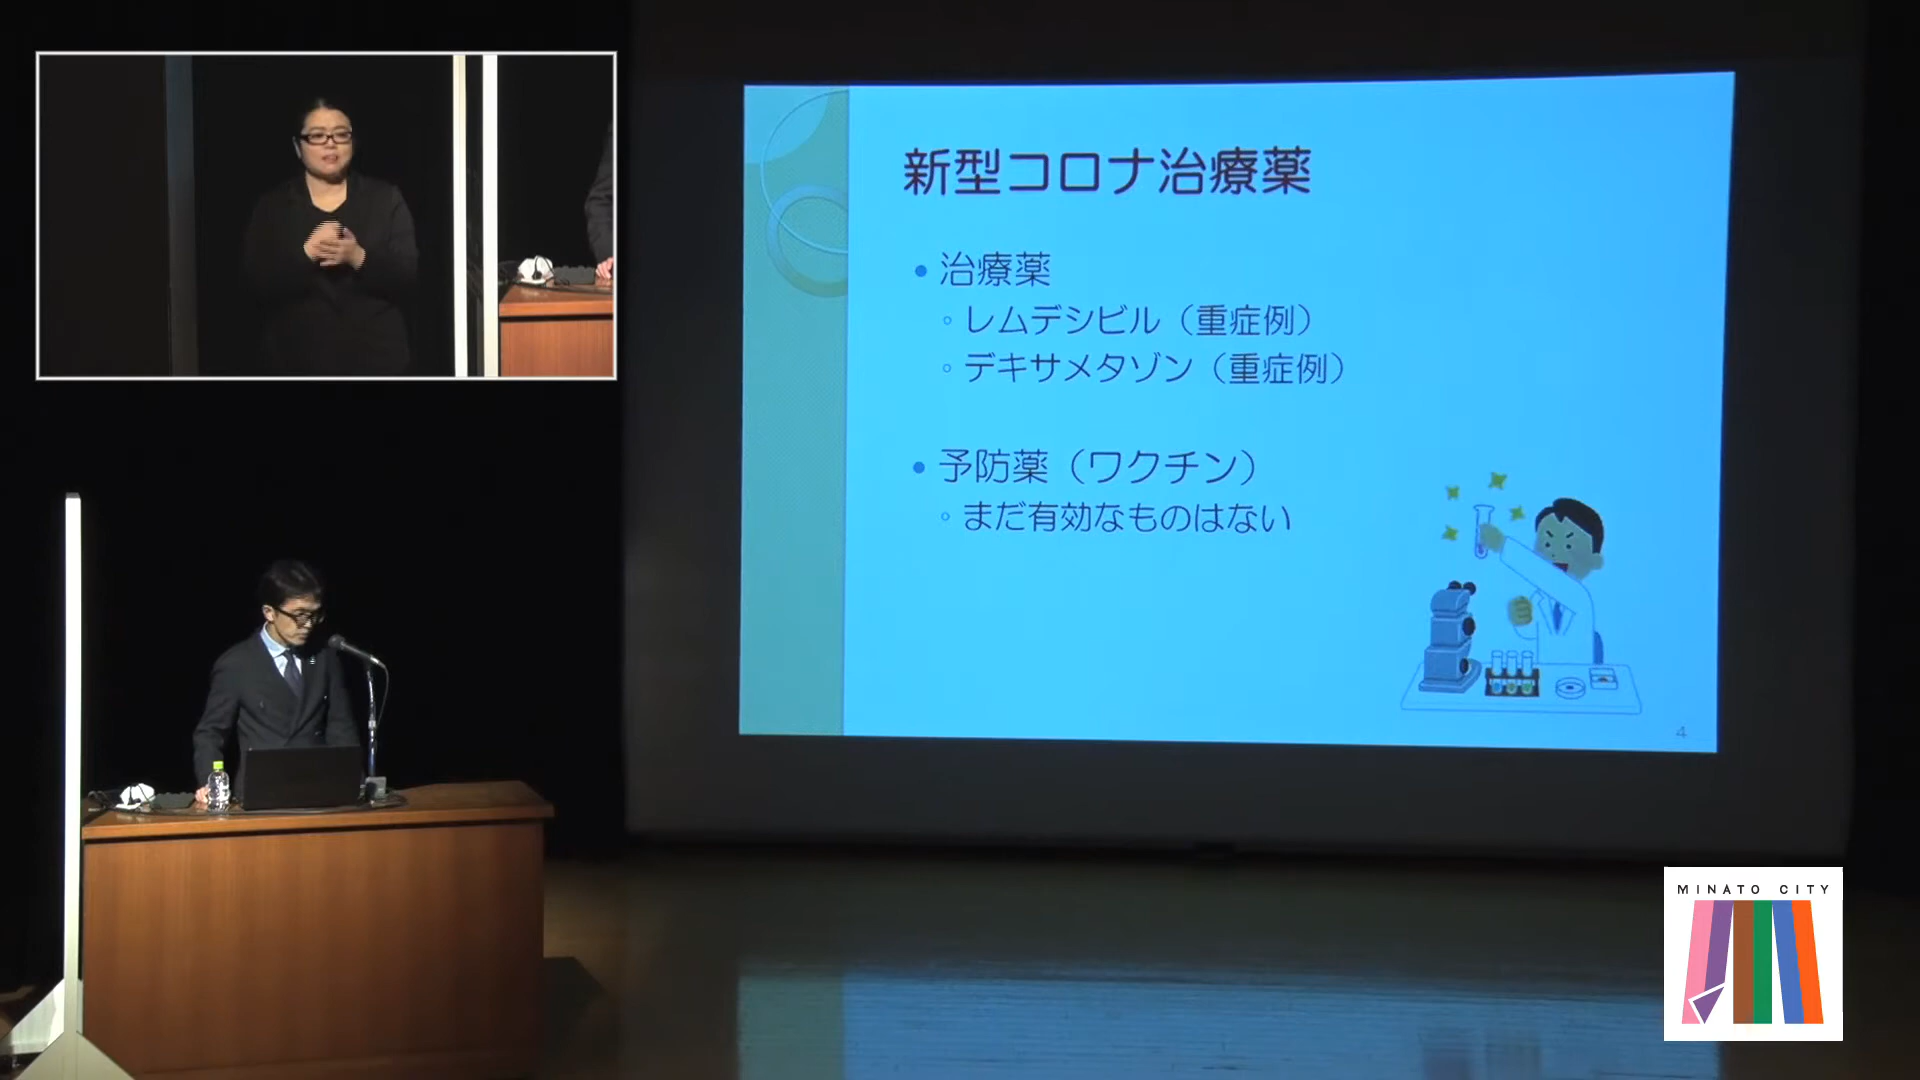 新型コロナ治療薬
• 治療薬
◦ レムデシビル（重症例）
◦ デキサメタゾン（重症例）
• 予防薬（ワクチン）
◦ まだ有効なものはない
4
MINATO CITY